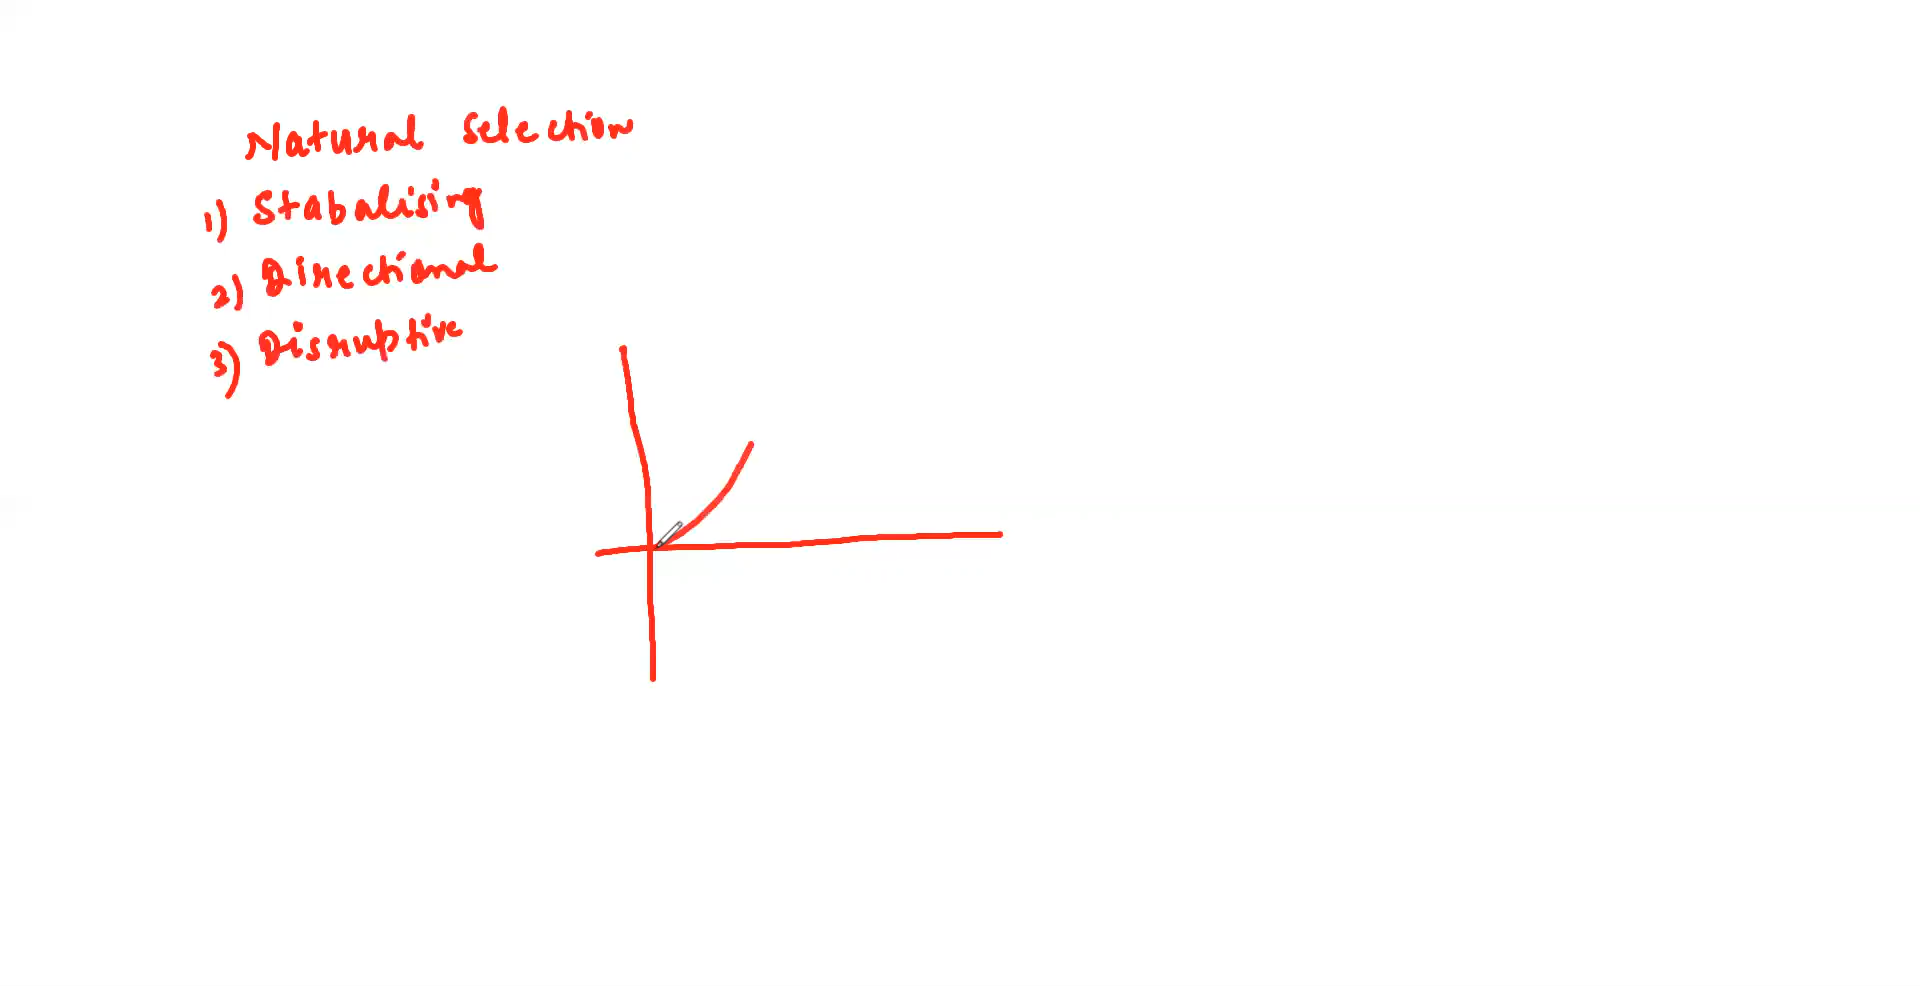 Natural Selection
1) Stabalising
2) Directional
3) Disruptive